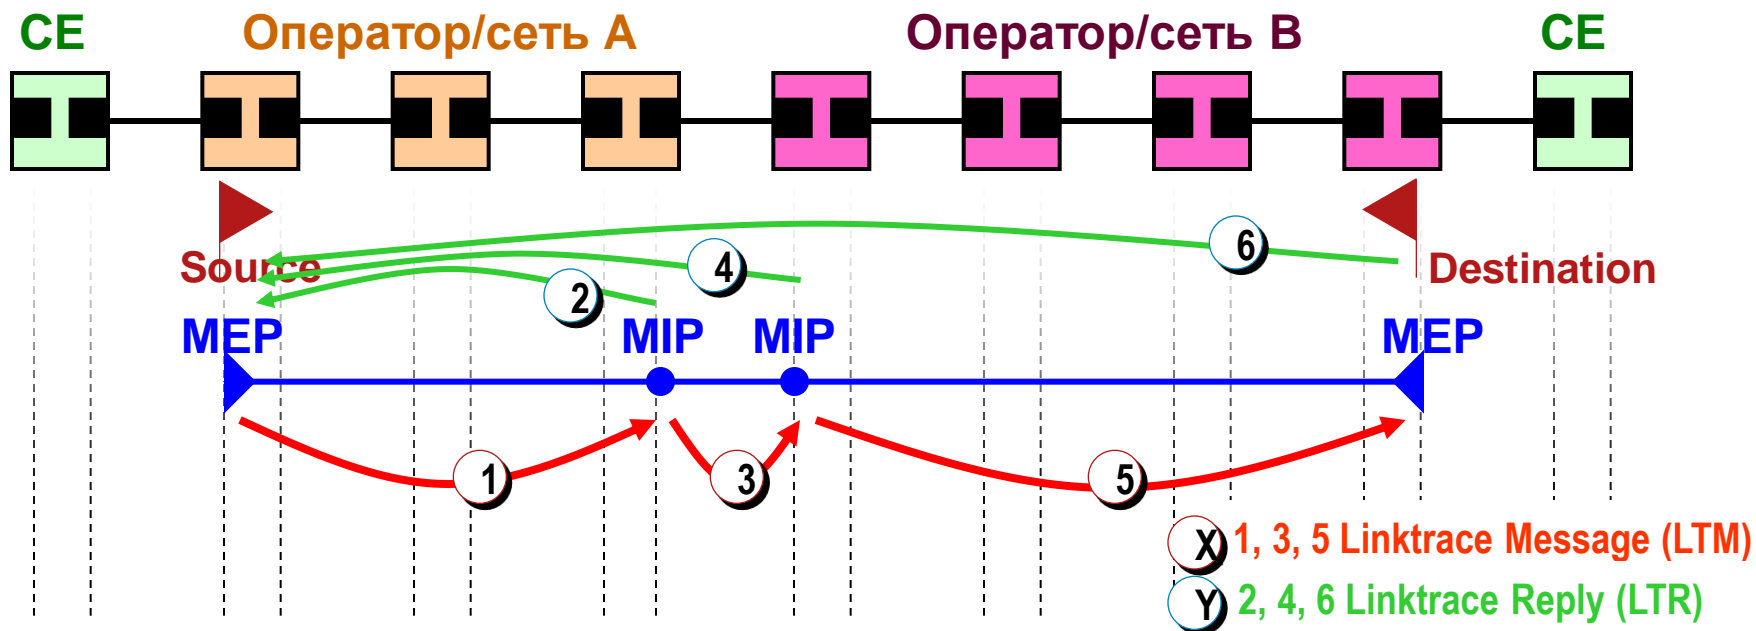 CE Оператор/сеть A Оператор/сеть B CE
6
4
Source Destination
2
MEP MIP MIP MEP
1 3 5
X 1, 3, 5 Linktrace Message (LTM)
Y 2, 4, 6 Linktrace Reply (LTR)